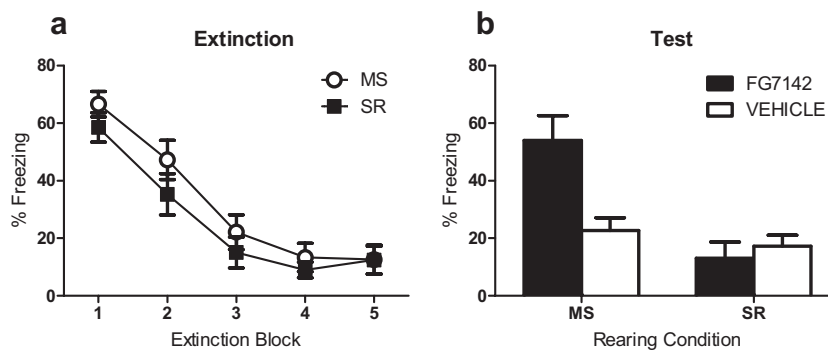 a
Extinction
80
60
40
20
0
% Freezing
MS
SR
1 2 3 4 5
Extinction Block
b
Test
80
60
40
20
0
% Freezing
FG7142
VEHICLE
MS SR
Rearing Condition